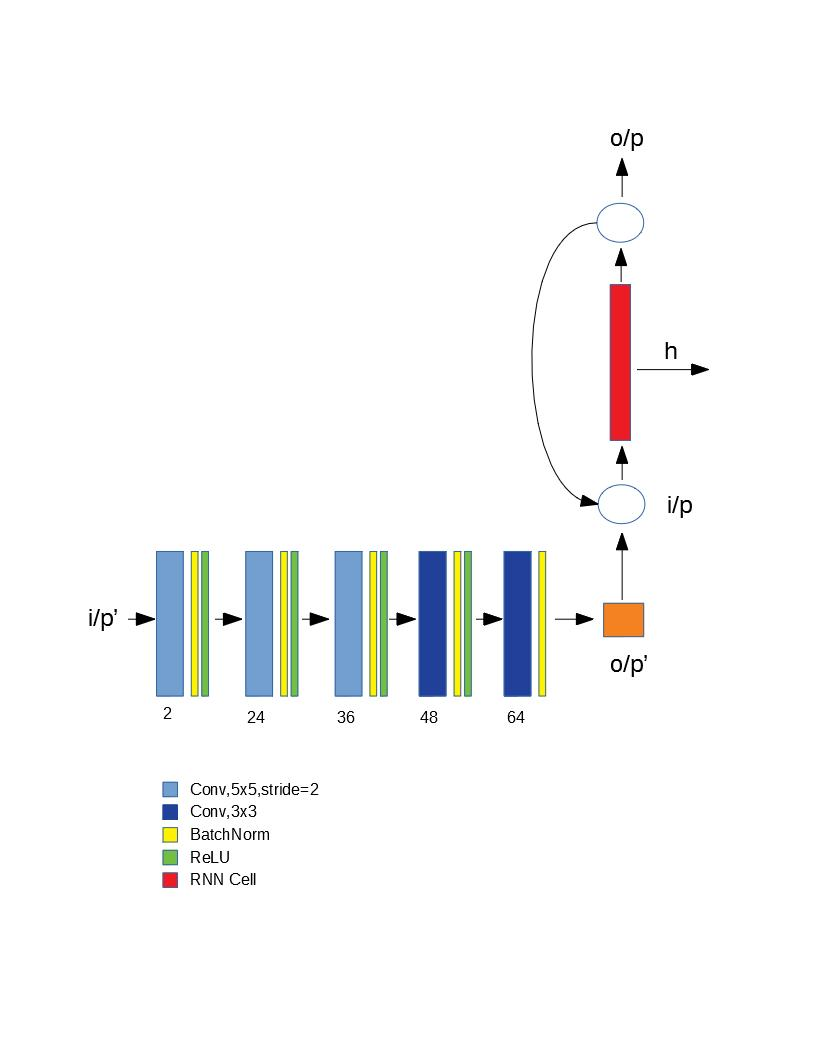 o/p
h
i/p
i/p’
o/p’
2
24
36
48
64
Conv,5x5,stride=2
Conv,3x3
BatchNorm
ReLU
RNN Cell